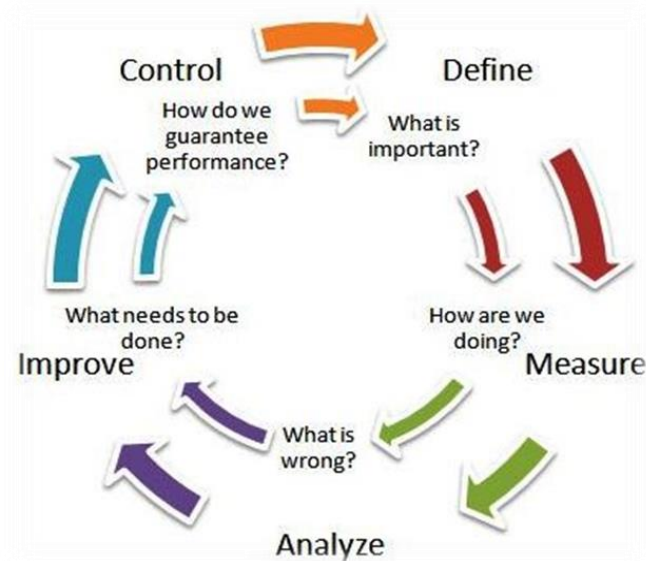 Control
Define
How do we
guarantee
performance?
What is
important?
What needs to be
done?
Improve
How are we
doing?
Measure
What is
wrong?
Analyze